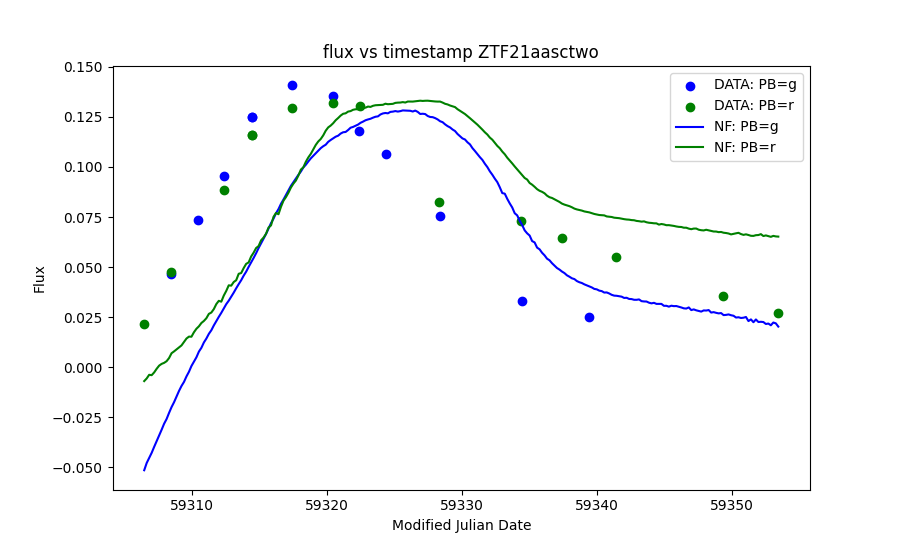 flux vs timestamp ZTF21aasctwo
0.150
0.125
0.100
0.075
0.050
0.025
0.000
−0.025
−0.050
Flux
DATA: PB=g
DATA: PB=r
NF: PB=g
NF: PB=r
59310 59320 59330 59340 59350
Modified Julian Date